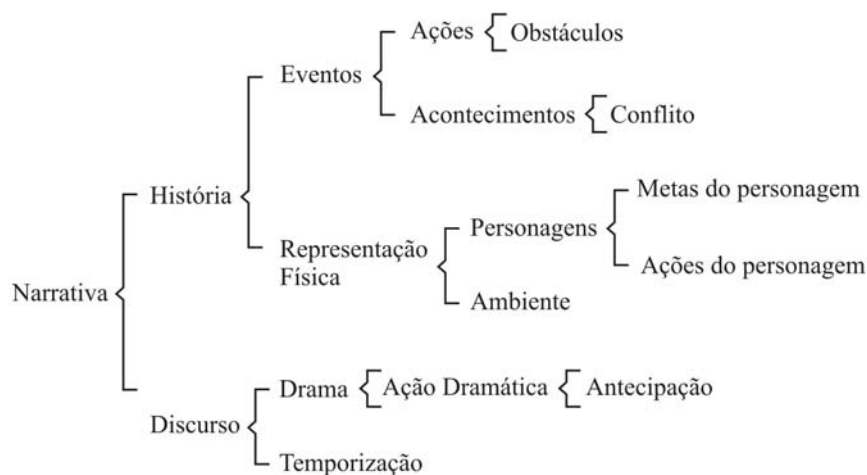 Ações
Obstáculos
Eventos
Acontecimentos
Conflito
História
Metas do personagem
Personagens
Representação
Física
Ações do personagem
Narrativa
Ambiente
Drama
Ação Dramática
Antecipação
Discurso
Temporização